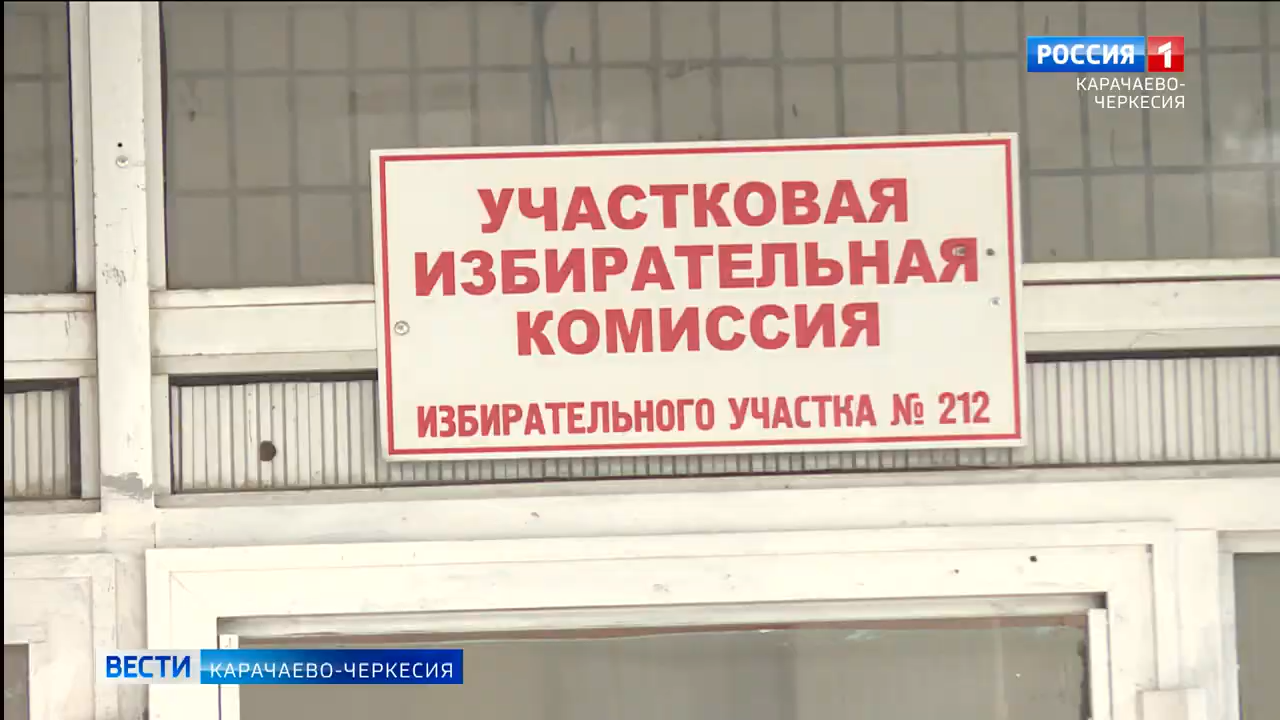 РОССИЯ 1
КАРАЧАЕВО-
ЧЕРКЕСИЯ
УЧАСТКОВАЯ
ИЗБИРАТЕЛЬНАЯ
КОМИССИЯ
ИЗБИРАТЕЛЬНОГО УЧАСТКА № 212
ВЕСТИ КАРАЧАЕВО-ЧЕРКЕСИЯ